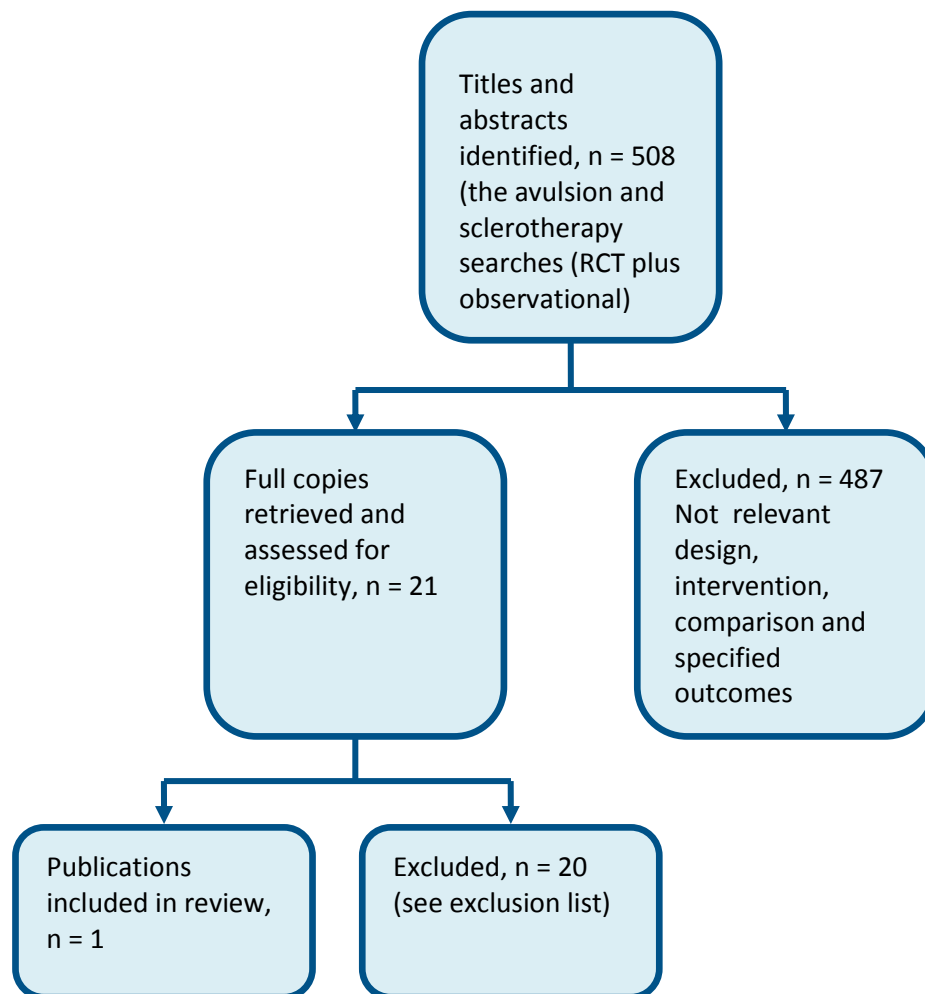 Titles and
abstracts
identified, n = 508
(the avulsion and
sclerotherapy
searches (RCT plus
observational)
Full copies
retrieved and
assessed for
eligibility, n = 21
Excluded, n = 487
Not  relevant
design,
intervention,
comparison and
specified
outcomes
Publications
included in review,
n = 1
Excluded, n = 20
(see exclusion list)